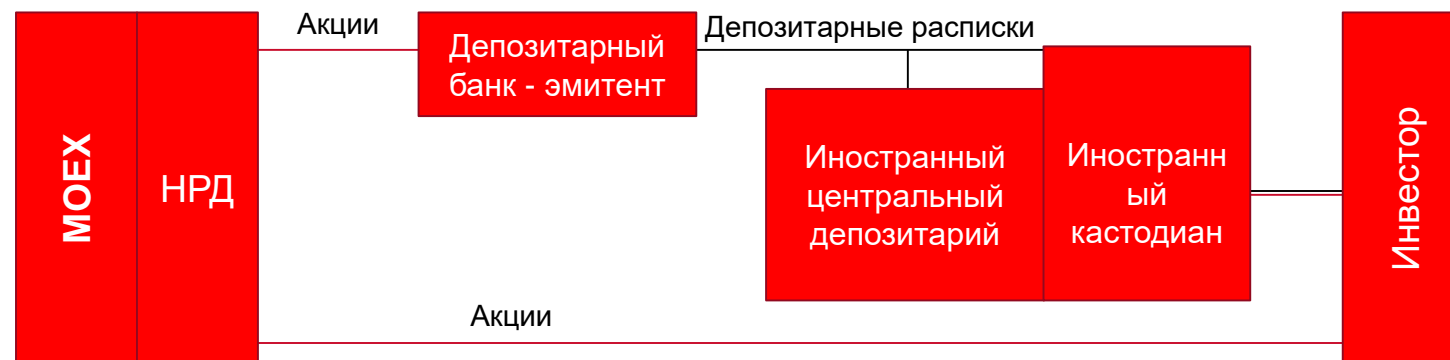 Акции
Депозитарный
банк - эмитент
Депозитарные расписки
MOEX
НРД
Иностранный
центральный
депозитарий
Иностранн
ый
кастодиан
Инвестор
Акции